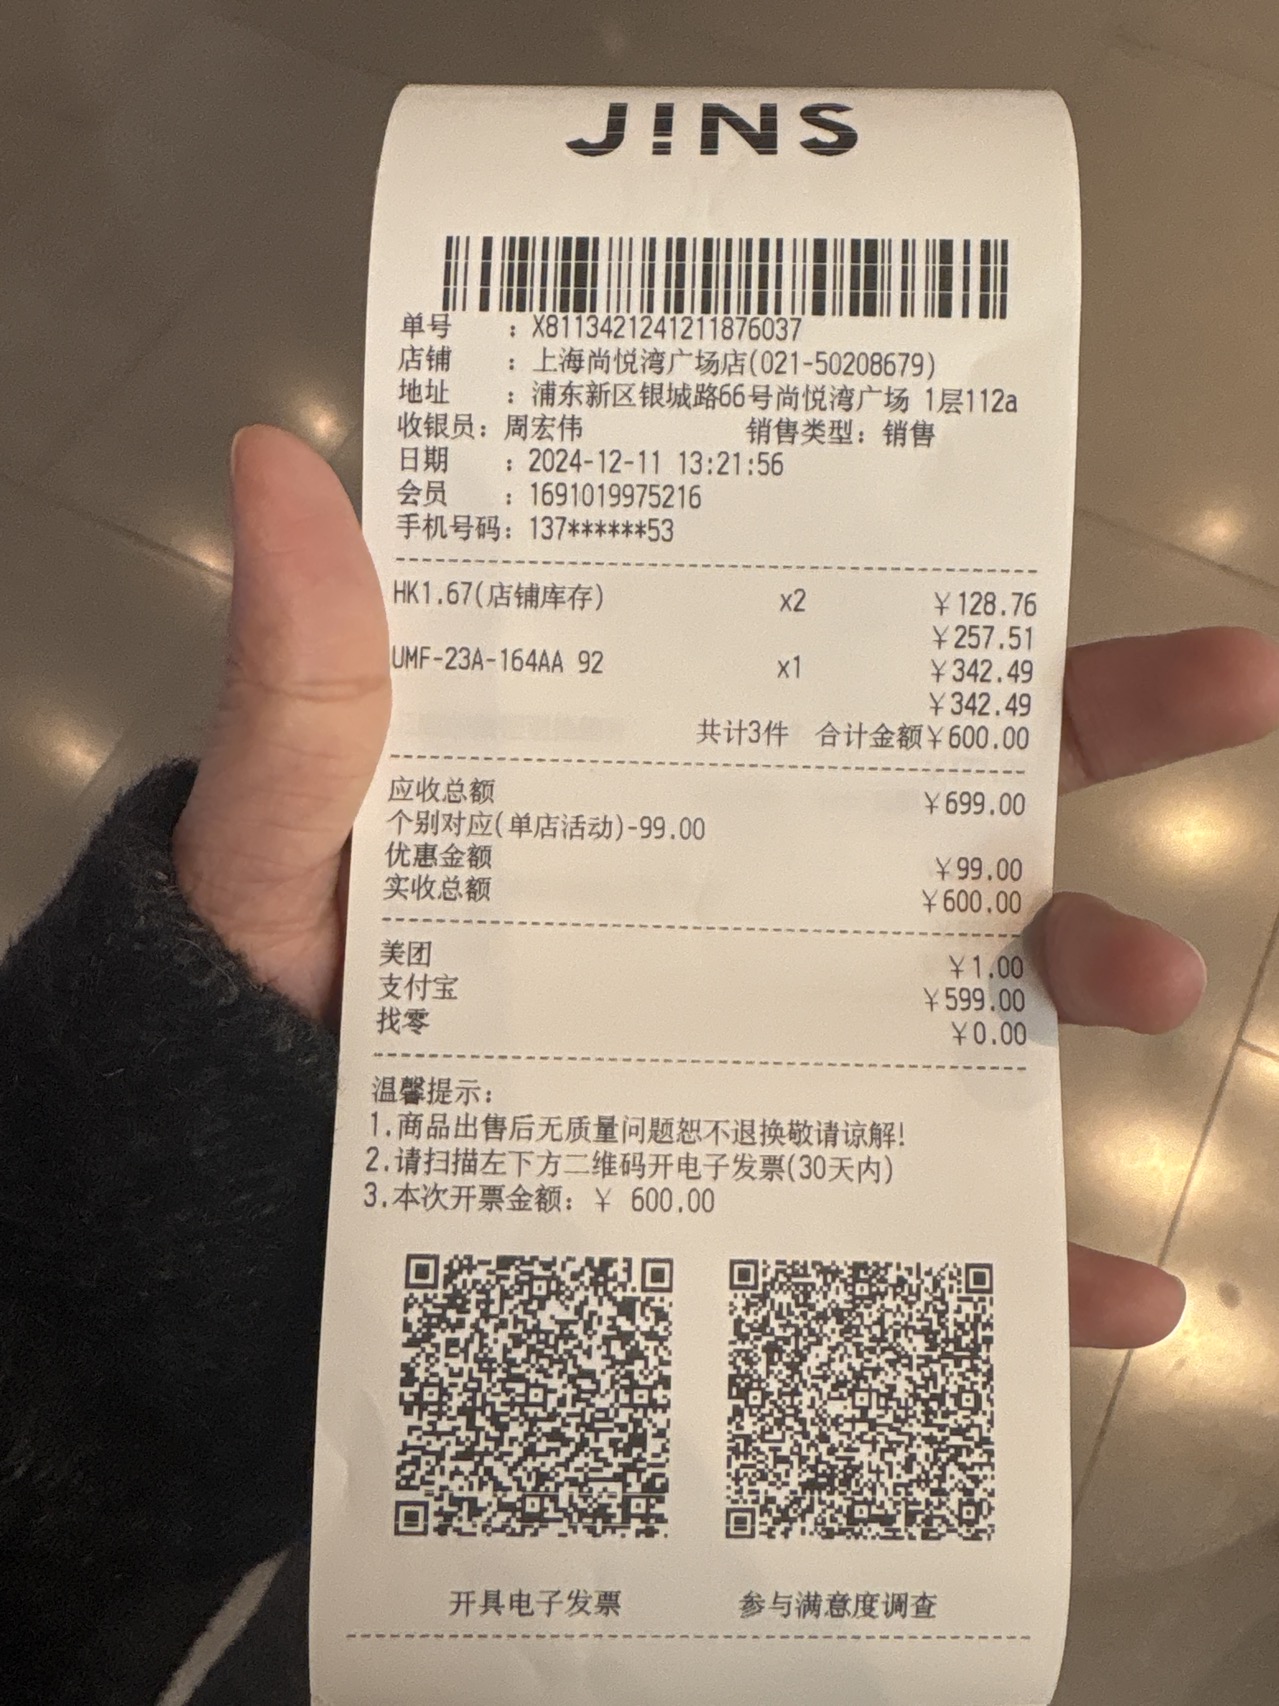 J!NS
单号 : X8113421241211876037
店铺 : 上海尚悦湾广场店(021-50208679)
地址 : 浦东新区银城路66号尚悦湾广场 1层112a
收银员: 周宏伟 销售类型: 销售
日期 : 2024-12-11 13:21:56
会员 : 1691019975216
手机号码: 137******53
HK1.67(店铺库存) x2 ¥128.76
¥257.51
UMF-23A-164AA 92 x1 ¥342.49
¥342.49
共计3件 合计金额¥600.00
应收总额 ¥699.00
个别对应(单店活动)-99.00
优惠金额 ¥99.00
实收总额 ¥600.00
美团 ¥1.00
支付宝 ¥599.00
找零 ¥0.00
温馨提示:
1.商品出售后无质量问题恕不退换敬请谅解!
2.请扫描左下方二维码开电子发票(30天内)
3.本次开票金额: ¥ 600.00
开具电子发票 参与满意度调查